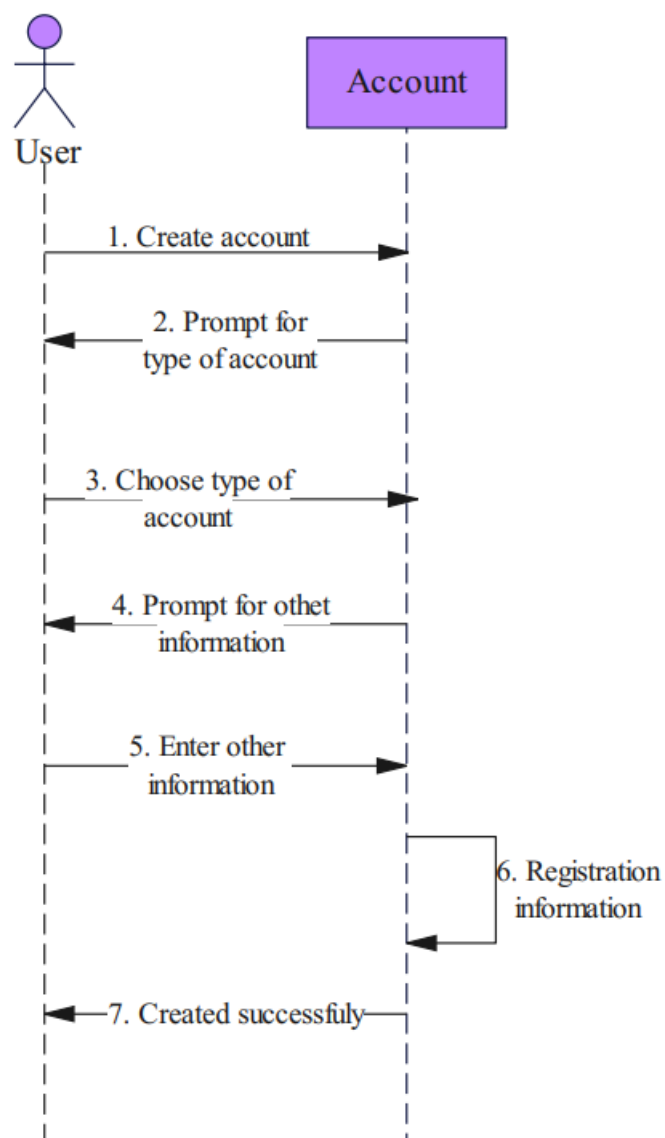 User
Account
1. Create account
2. Prompt for
type of account
3. Choose type of
account
4. Prompt for othet
information
5. Enter other
information
6. Registration
information
7. Created successfuly